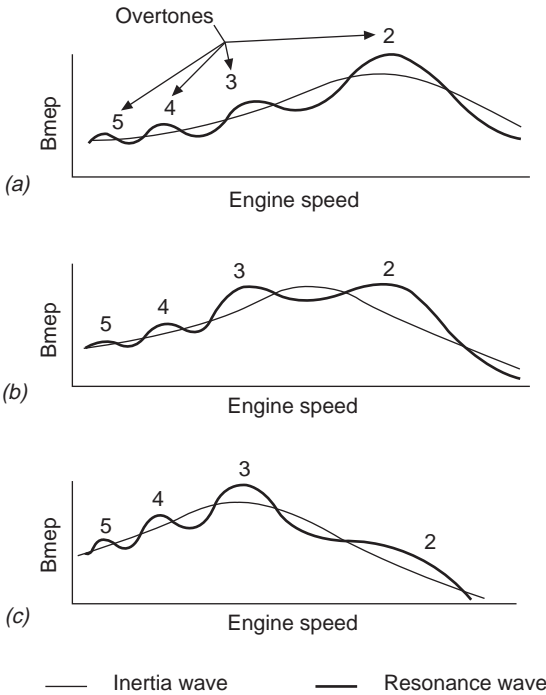 Overtones
2
3
4
5
Bmep
(a)
Engine speed
3
2
4
5
Bmep
(b)
Engine speed
3
4
5
2
Bmep
(c)
Engine speed
Inertia wave
Resonance wave